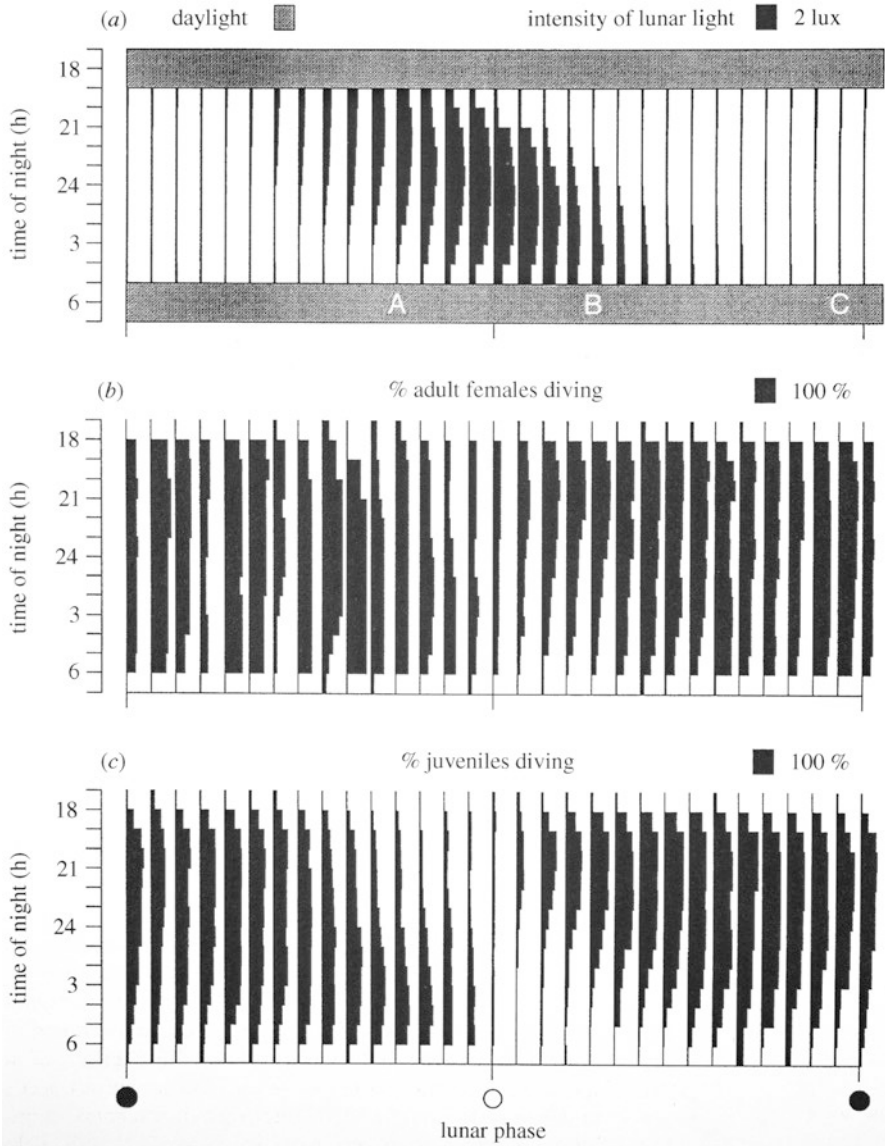 (a) daylight intensity of lunar light 2 lux
time of night (h)
18
21
24
3
6
A B C
(b) % adult females diving 100 %
time of night (h)
18
21
24
3
6
(c) % juveniles diving 100 %
time of night (h)
18
21
24
3
6
lunar phase